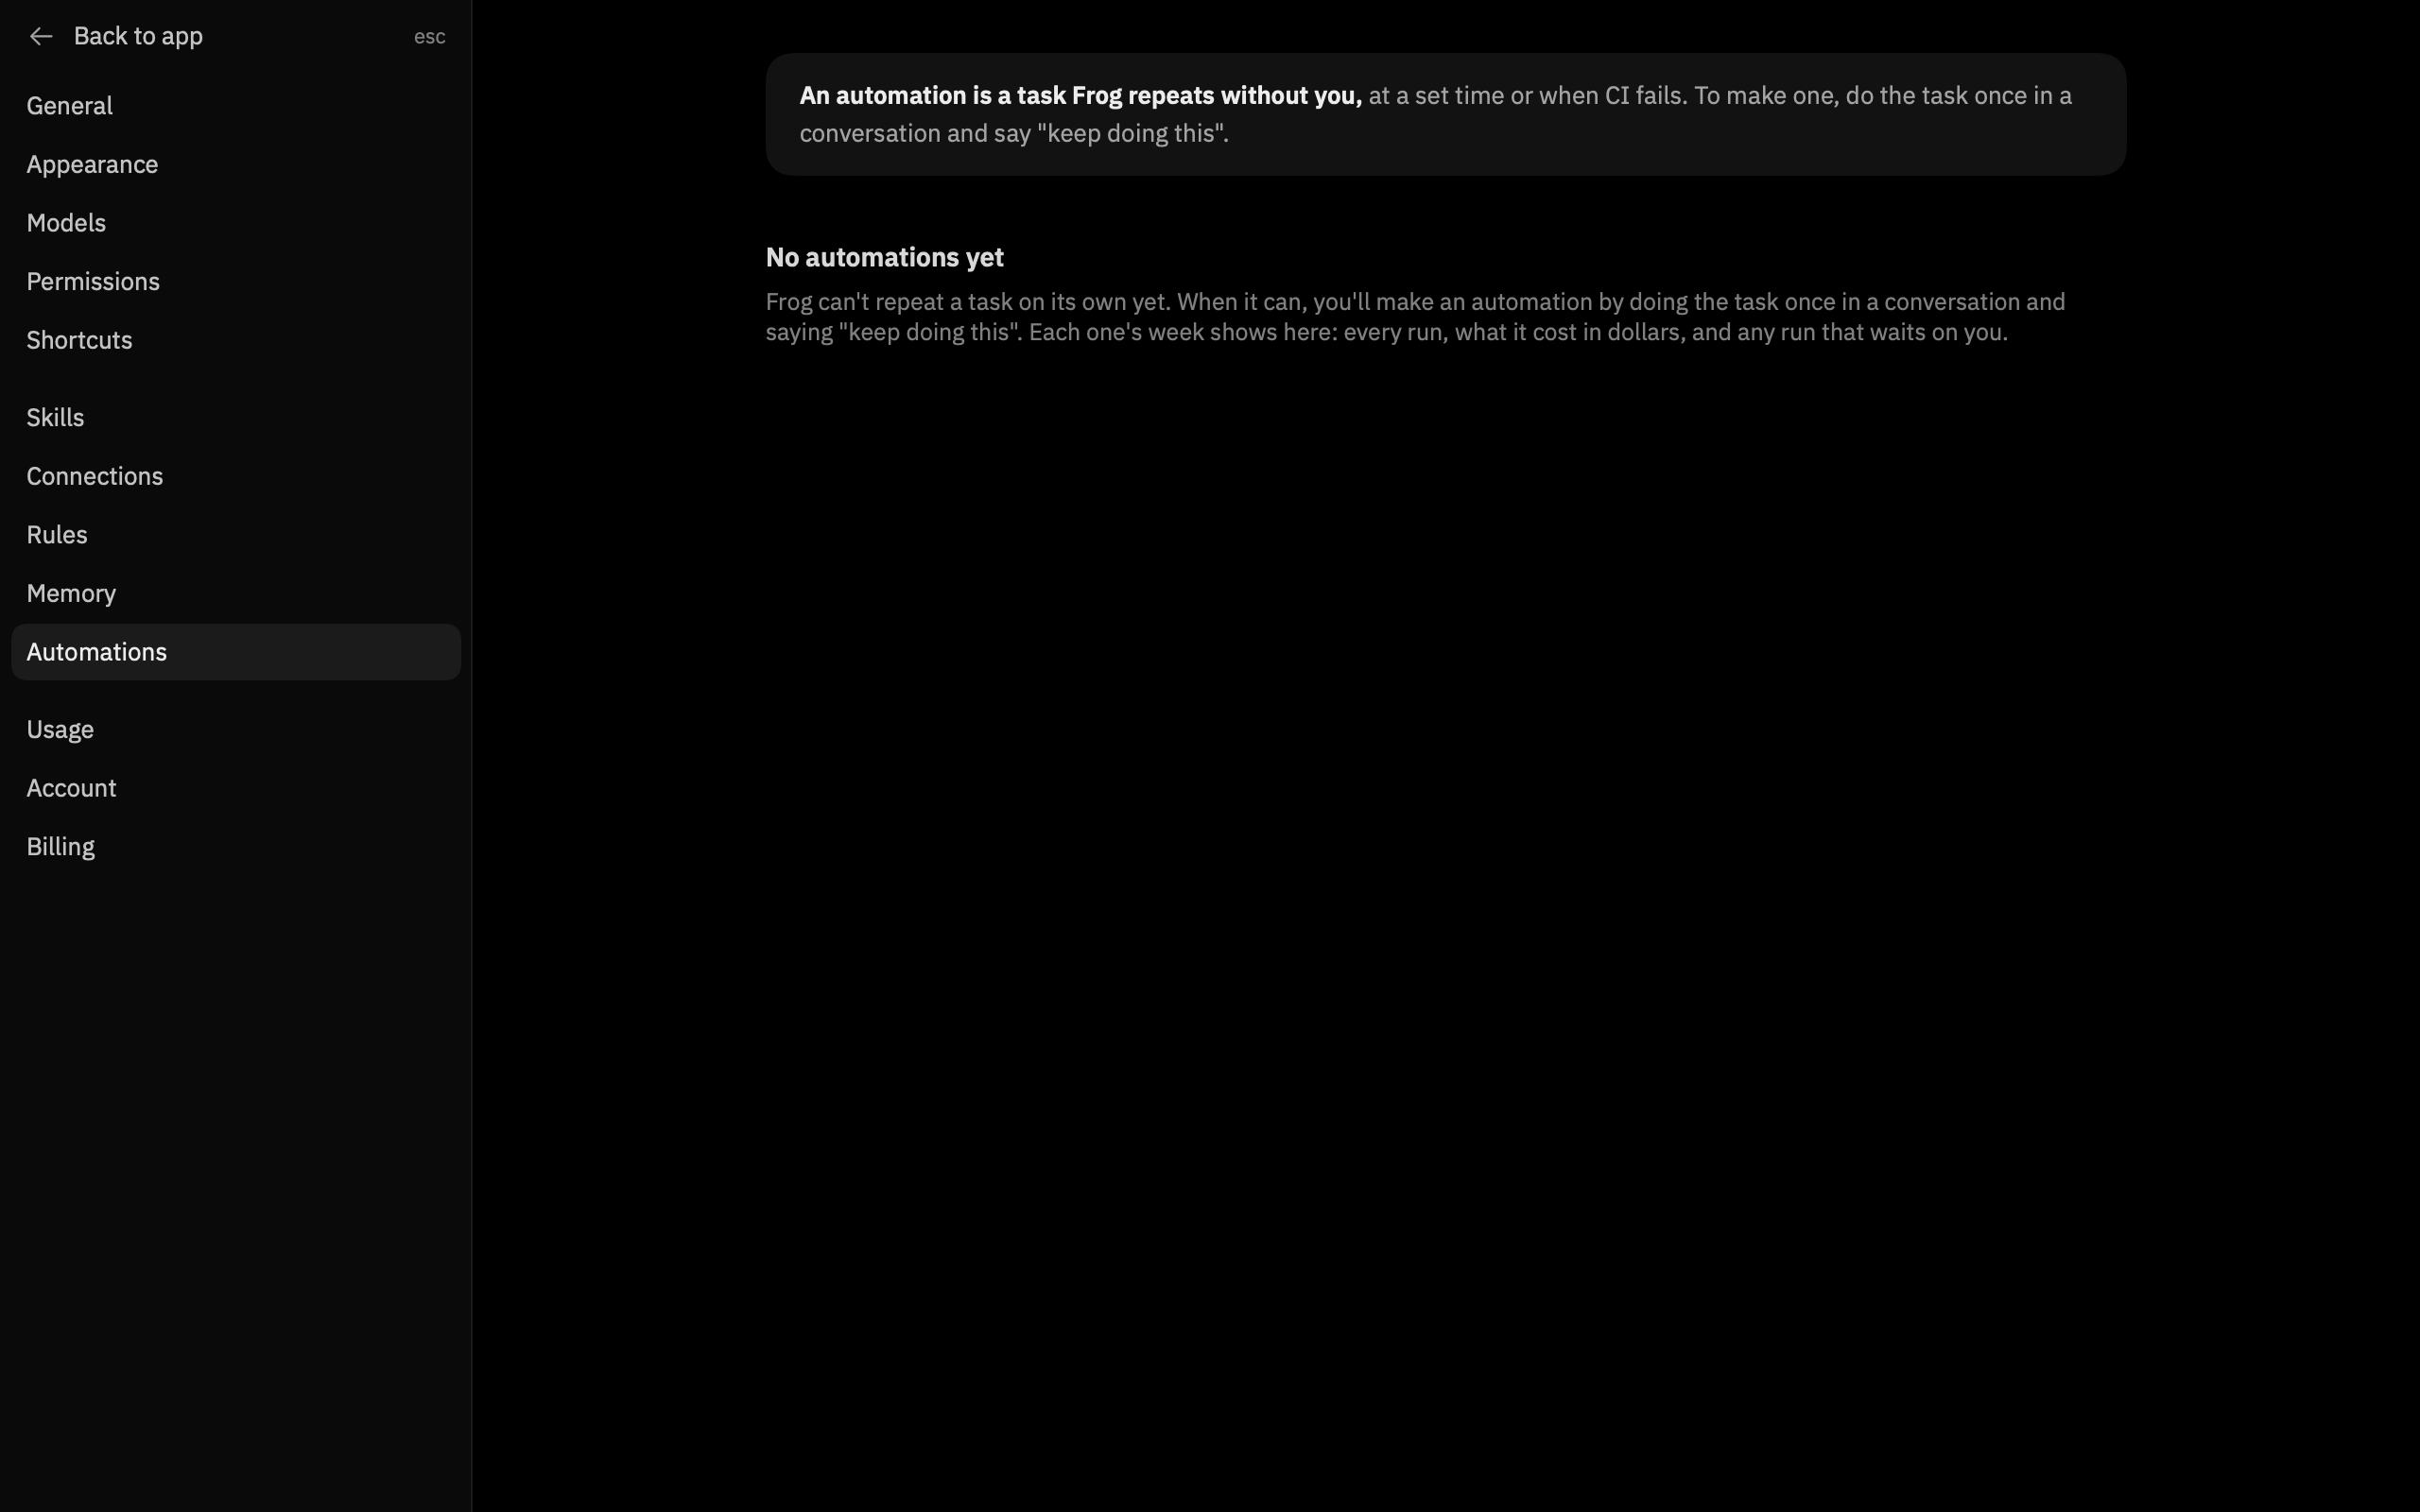 Back to app
esc
General
Appearance
Models
Permissions
Shortcuts
Skills
Connections
Rules
Memory
Automations
Usage
Account
Billing
An automation is a task Frog repeats without you, at a set time or when CI fails. To make one, do the task once in a
conversation and say "keep doing this".
No automations yet
Frog can't repeat a task on its own yet. When it can, you'll make an automation by doing the task once in a conversation and
saying "keep doing this". Each one's week shows here: every run, what it cost in dollars, and any run that waits on you.